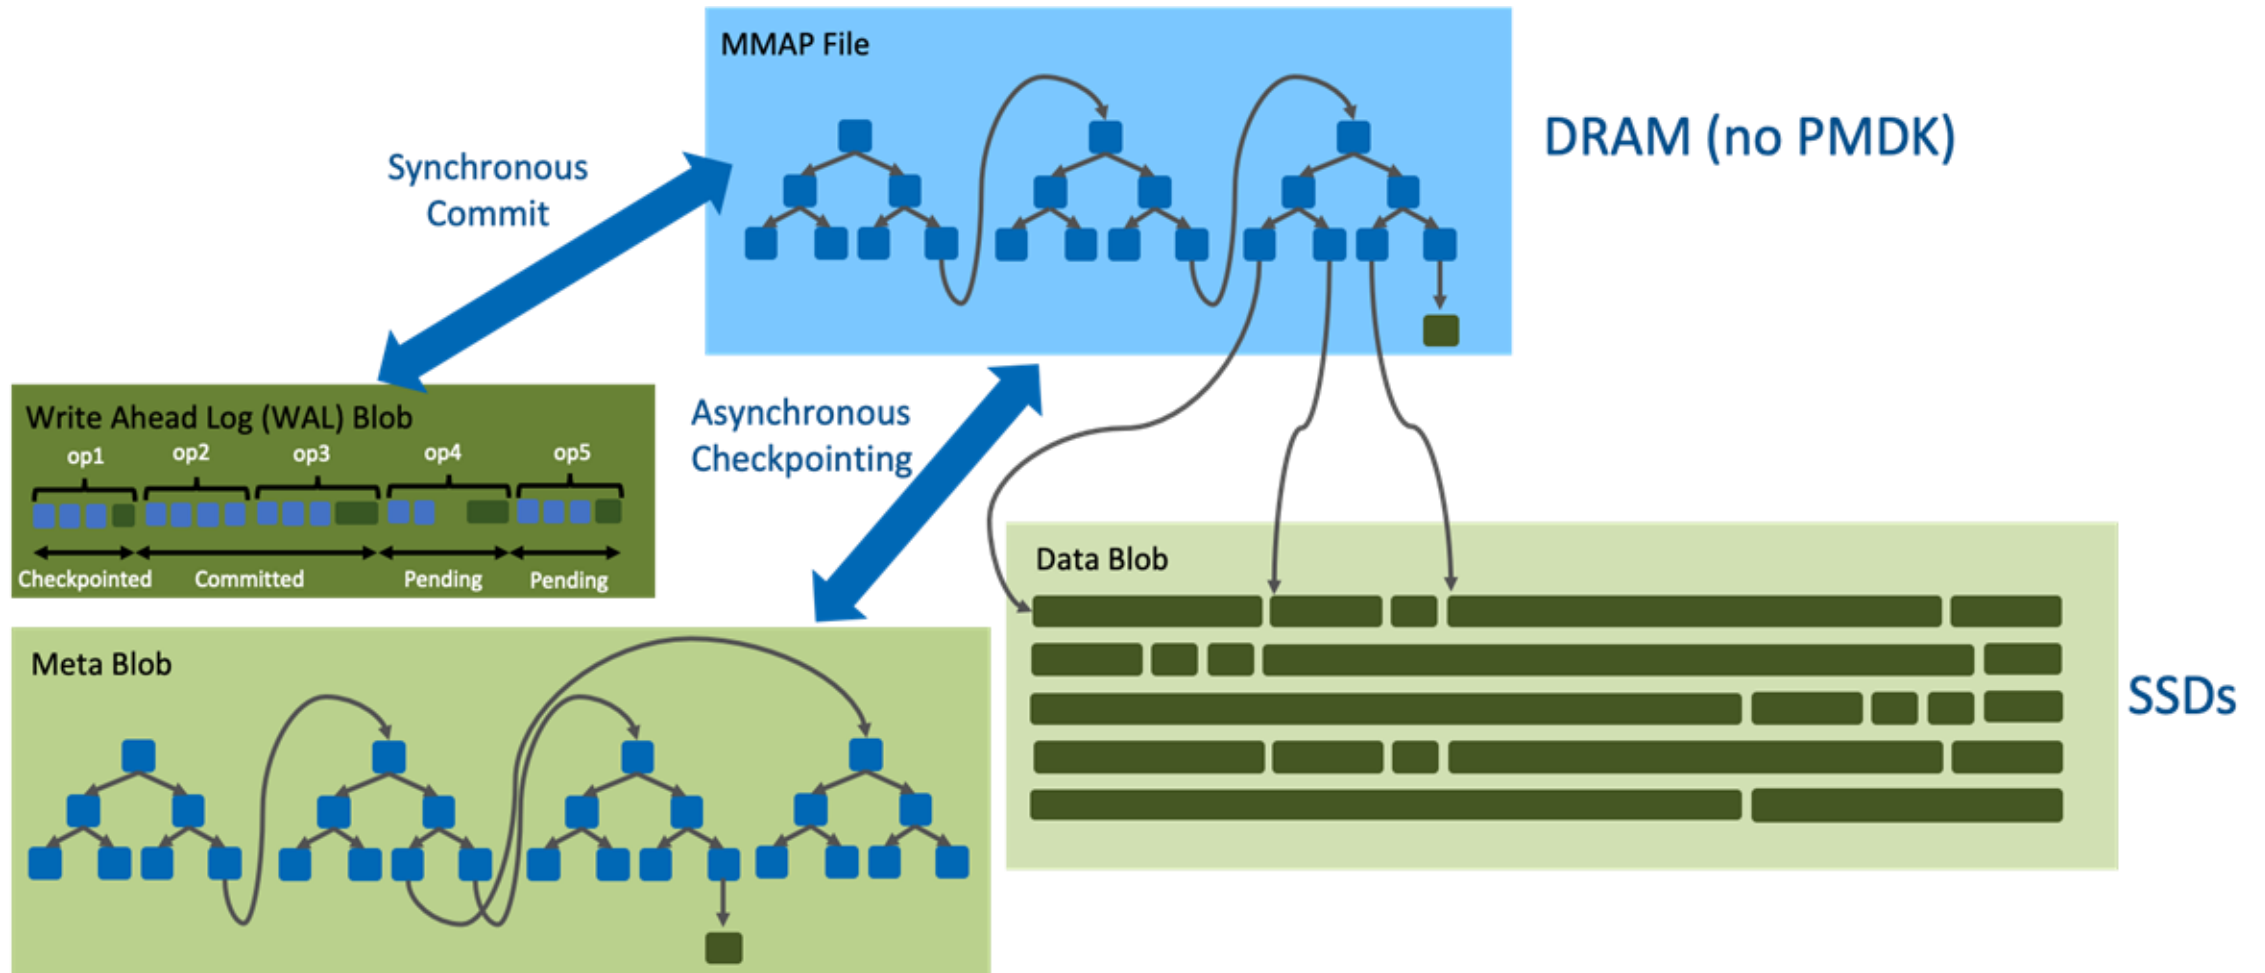 MMAP File
DRAM (no PMDK)
Synchronous
Commit
Write Ahead Log (WAL) Blob
op1 op2 op3 op4 op5
Checkpointed Committed Pending Pending
Asynchronous
Checkpointing
Data Blob
SSDs
Meta Blob